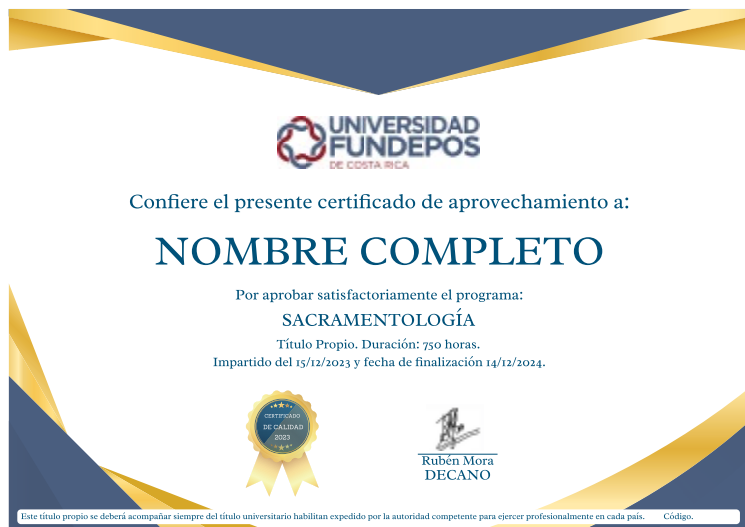 UNIVERSIDAD
FUNDEPOS
DE COSTA RICA
Confiere el presente certificado de aprovechamiento a:
NOMBRE COMPLETO
Por aprobar satisfactoriamente el programa:
SACRAMENTOLOGÍA
Título Propio. Duración: 750 horas.
Impartido del 15/12/2023 y fecha de finalización 14/12/2024.
CERTIFICADO
DE CALIDAD
2023
Rubén Mora
DECANO
Este título propio se deberá acompañar siempre del título universitario habilitan expedido por la autoridad competente para ejercer profesionalmente en cada país. Código.